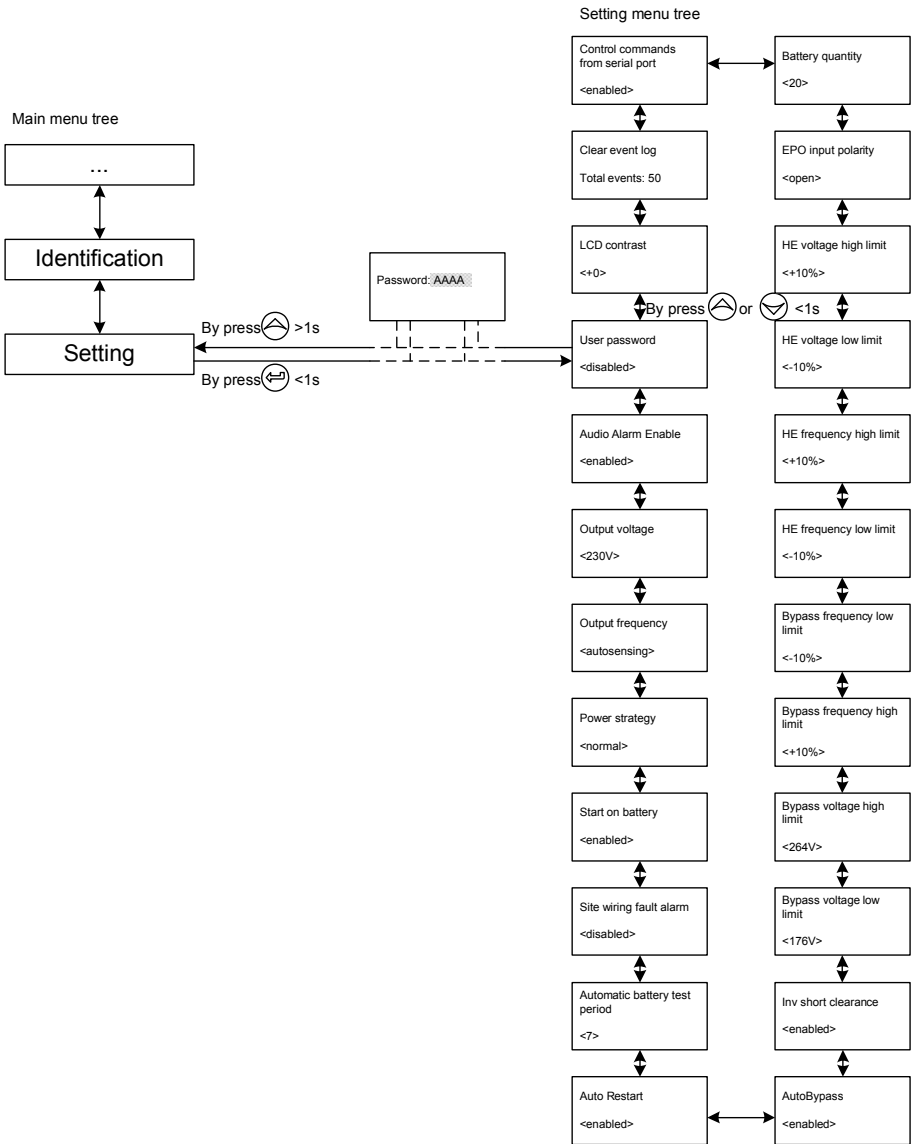 Setting menu tree
Main menu tree
...
Identification
Setting
By press >1s
By press <1s
Password: AAAA
Control commands
from serial port
<enabled>
Clear event log
Total events: 50
LCD contrast
<+0>
By press or <1s
User password
<disabled>
Audio Alarm Enable
<enabled>
Output voltage
<230V>
Output frequency
<autosensing>
Power strategy
<normal>
Start on battery
<enabled>
Site wiring fault alarm
<disabled>
Automatic battery test
period
<7>
Auto Restart
<enabled>
Battery quantity
<20>
EPO input polarity
<open>
HE voltage high limit
<+10%>
HE voltage low limit
<-10%>
HE frequency high limit
<+10%>
HE frequency low limit
<-10%>
Bypass frequency low
limit
<-10%>
Bypass frequency high
limit
<+10%>
Bypass voltage high
limit
<264V>
Bypass voltage low
limit
<176V>
Inv short clearance
<enabled>
AutoBypass
<enabled>